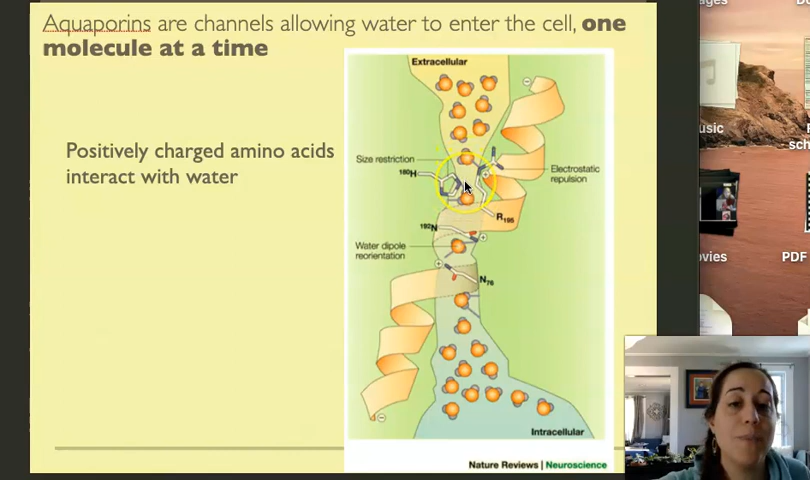 Aquaporins are channels allowing water to enter the cell, one
molecule at a time
Positively charged amino acids
interact with water
Extracellular
Size restriction
180H
Electrostatic
repulsion
R195
192N
Water dipole
reorientation
N76
Intracellular
Nature Reviews | Neuroscience
ages
usic
sch
ovies
PDF